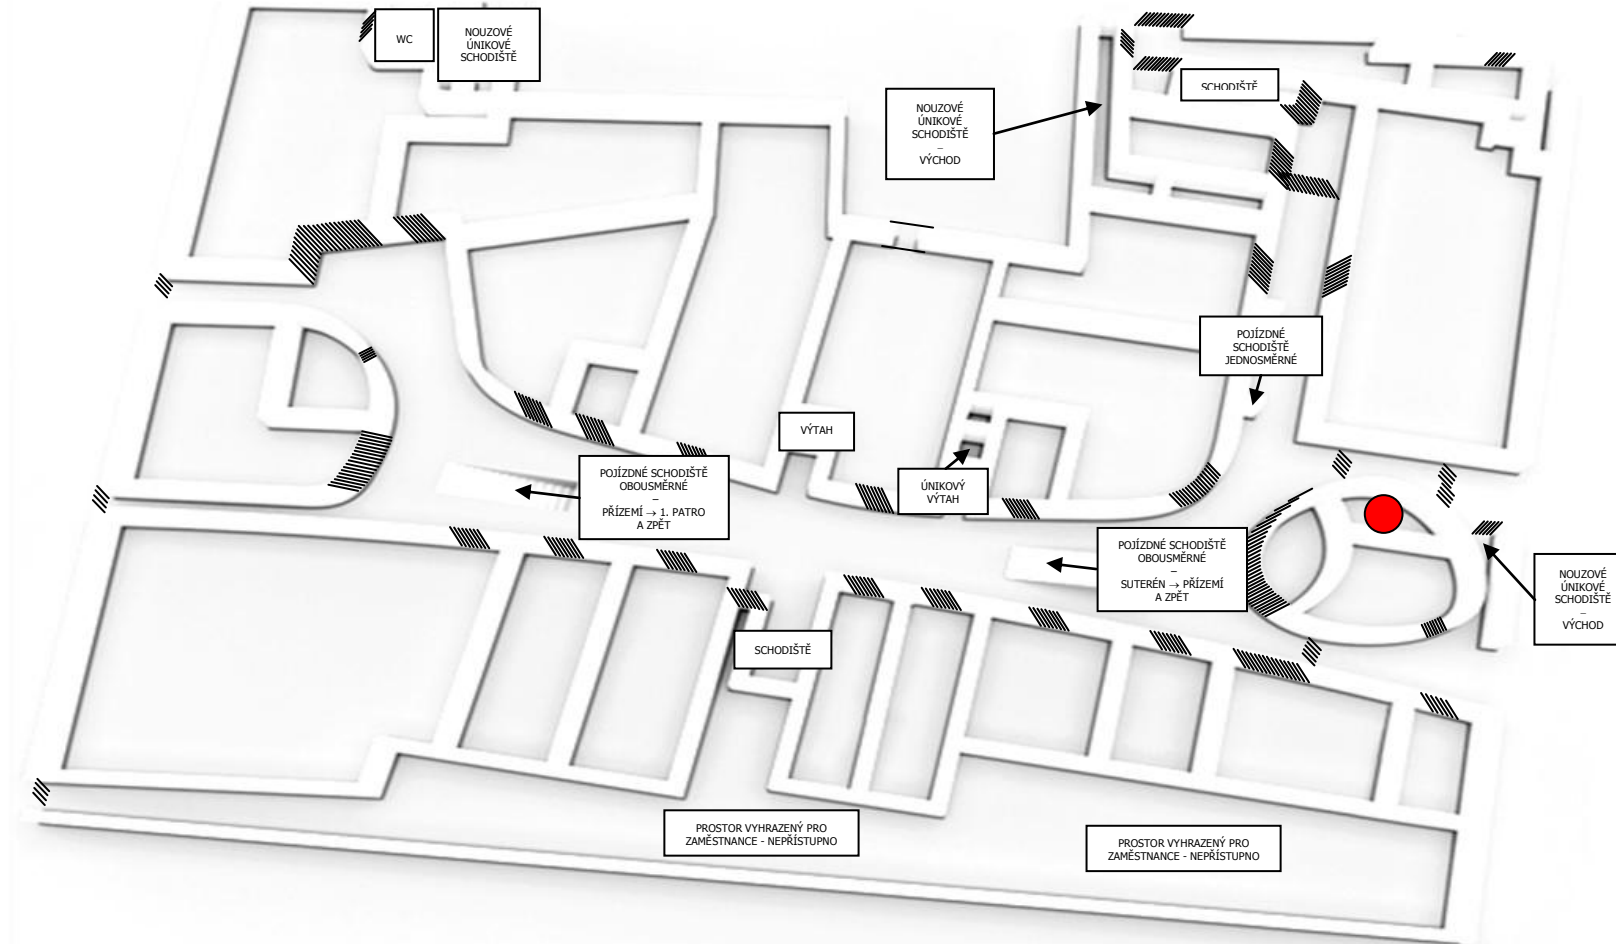 WC
NOUZOVÉ
ÚNIKOVÉ
SCHODIŠTĚ
SCHODIŠTĚ
NOUZOVÉ
ÚNIKOVÉ
SCHODIŠTĚ
–
VÝCHOD
POJÍZDNÉ
SCHODIŠTĚ
JEDNOSMĚRNÉ
VÝTAH
POJÍZDNÉ SCHODIŠTĚ
OBOUSMĚRNÉ
–
PŘÍZEMÍ → 1. PATRO
A ZPĚT
ÚNIKOVÝ
VÝTAH
POJÍZDNÉ SCHODIŠTĚ
OBOUSMĚRNÉ
–
SUTERÉN → PŘÍZEMÍ
A ZPĚT
NOUZOVÉ
ÚNIKOVÉ
SCHODIŠTĚ
–
VÝCHOD
SCHODIŠTĚ
PROSTOR VYHRAZENÝ PRO
ZAMĚSTNANCE - NEPŘÍSTUPNO
PROSTOR VYHRAZENÝ PRO
ZAMĚSTNANCE - NEPŘÍSTUPNO